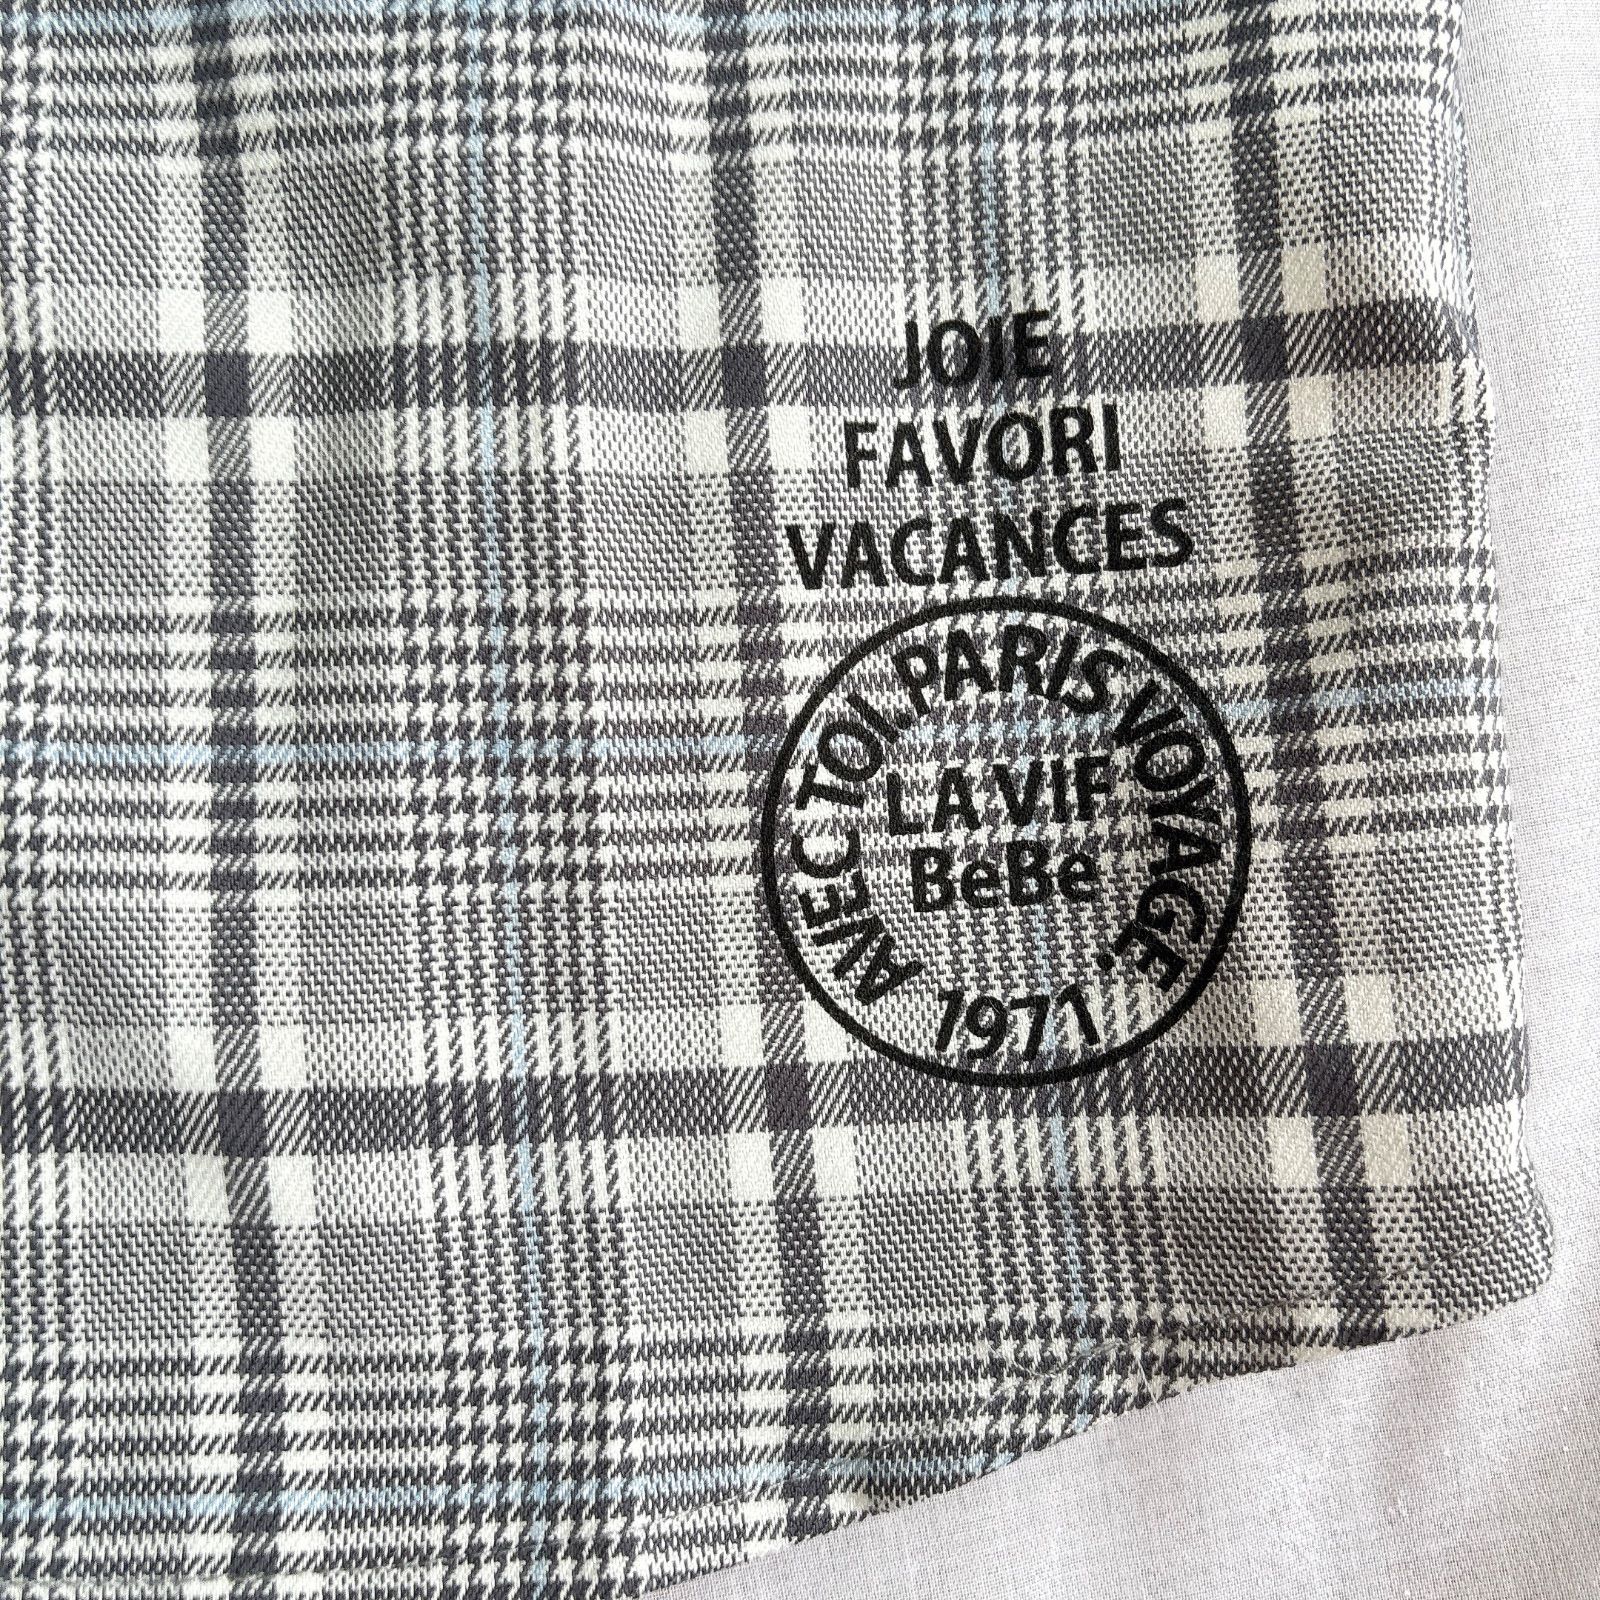 JOIE
FAVORI
VACANCES
AVEC TOI.PARIS VOYAGE.
LA VIF
BeBe
1971